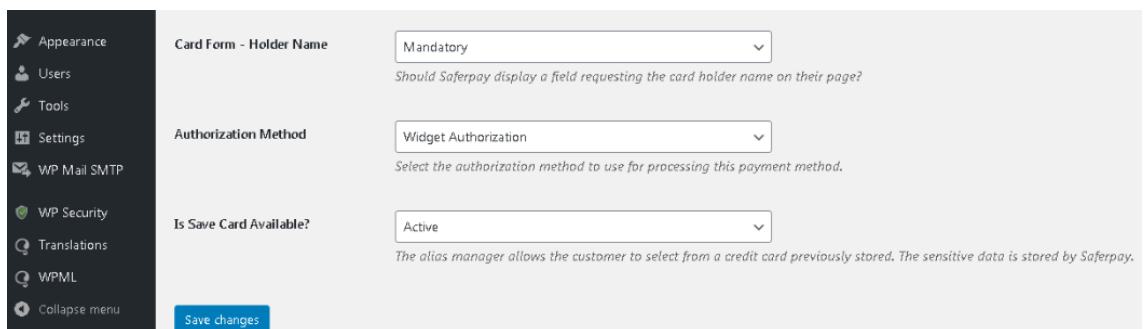 Appearance
Users
Tools
Settings
WP Mail SMTP
WP Security
Translations
WPML
Collapse menu
Card Form - Holder Name
Mandatory
Should Saferpay display a field requesting the card holder name on their page?
Authorization Method
Widget Authorization
Select the authorization method to use for processing this payment method.
Is Save Card Available?
Active
The alias manager allows the customer to select from a credit card previously stored. The sensitive data is stored by Saferpay.
Save changes